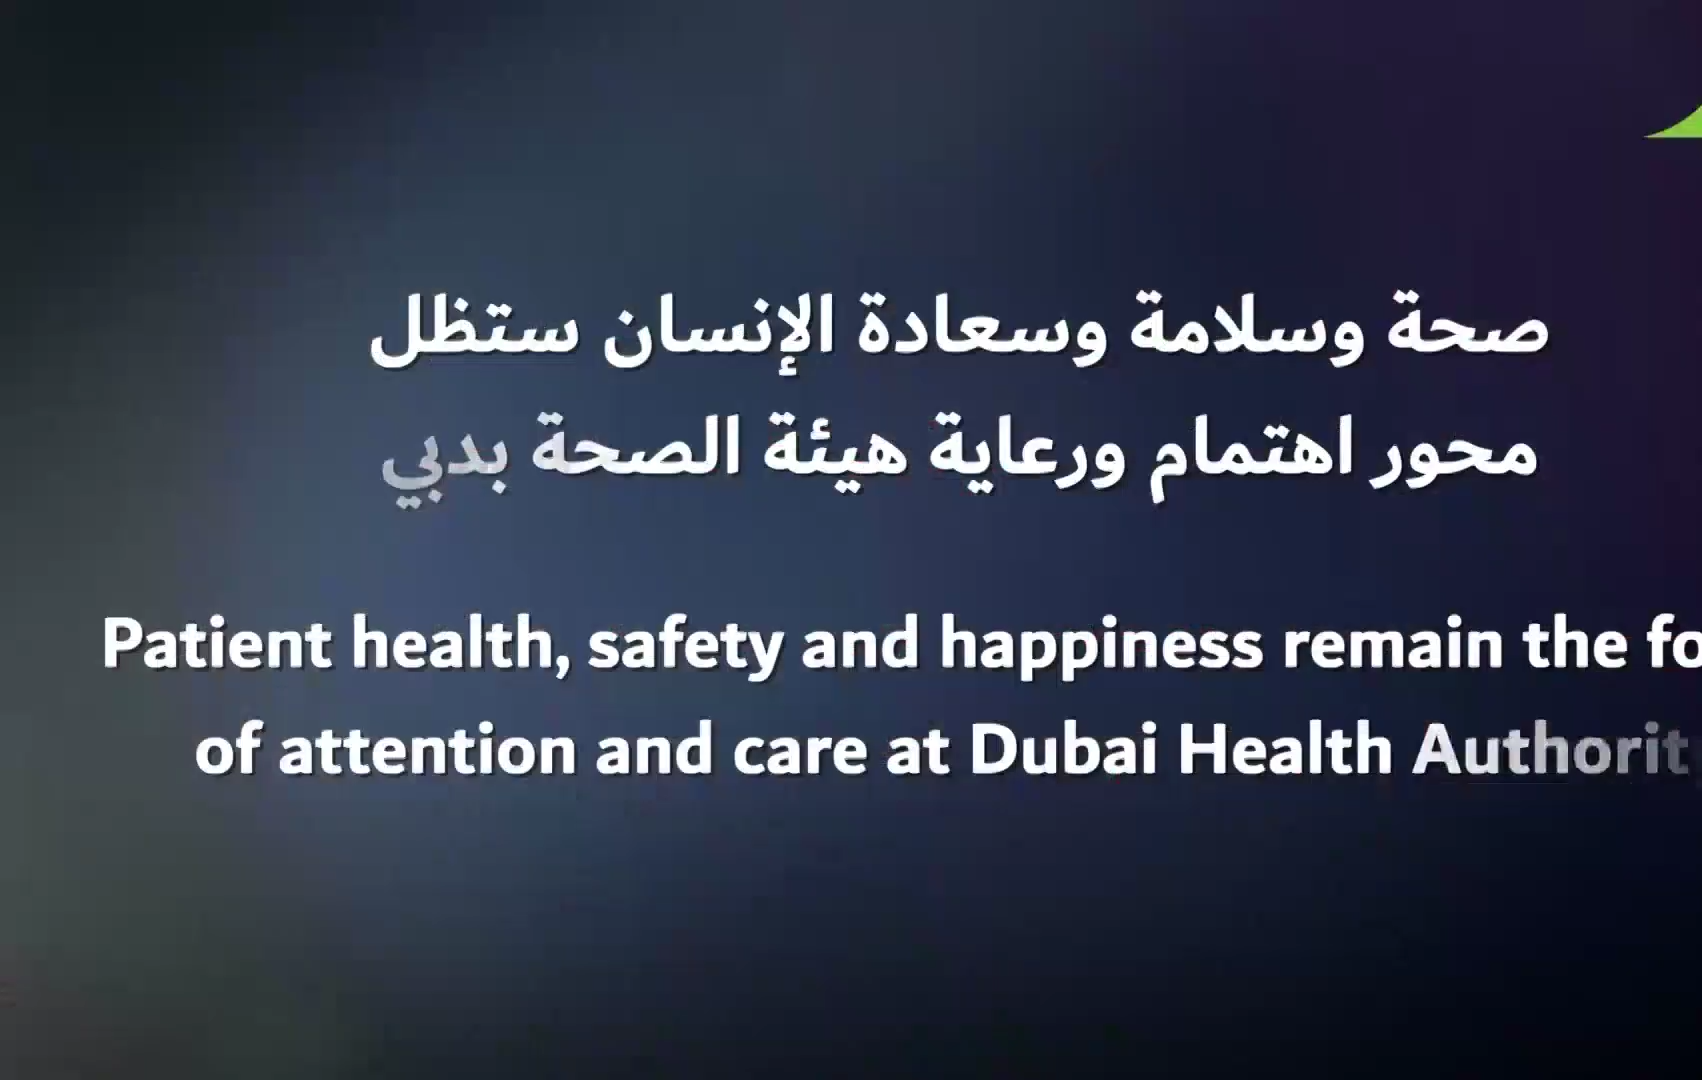 صحة وسلامة وسعادة الإنسان ستظل
محور اهتمام ورعاية هيئة الصحة بدبي
Patient health, safety and happiness remain the fo
of attention and care at Dubai Health Authorit